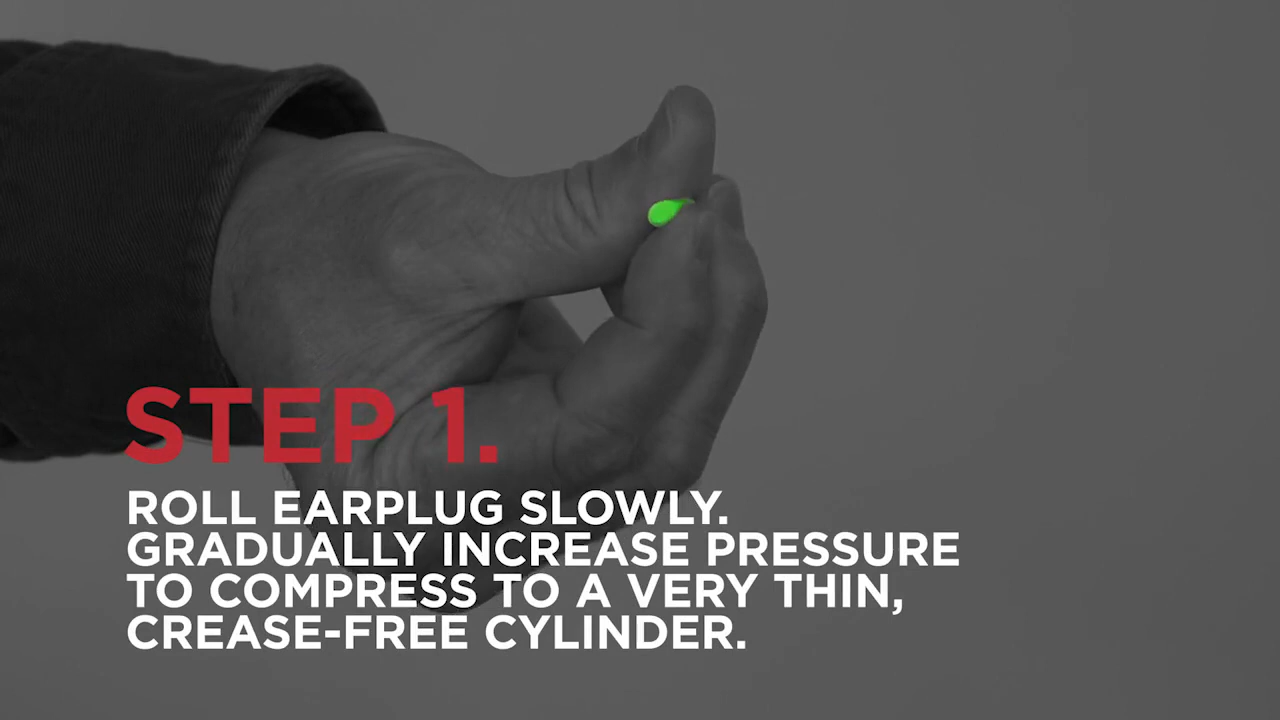 STEP 1.
ROLL EARPLUG SLOWLY.
GRADUALLY INCREASE PRESSURE
TO COMPRESS TO A VERY THIN,
CREASE-FREE CYLINDER.